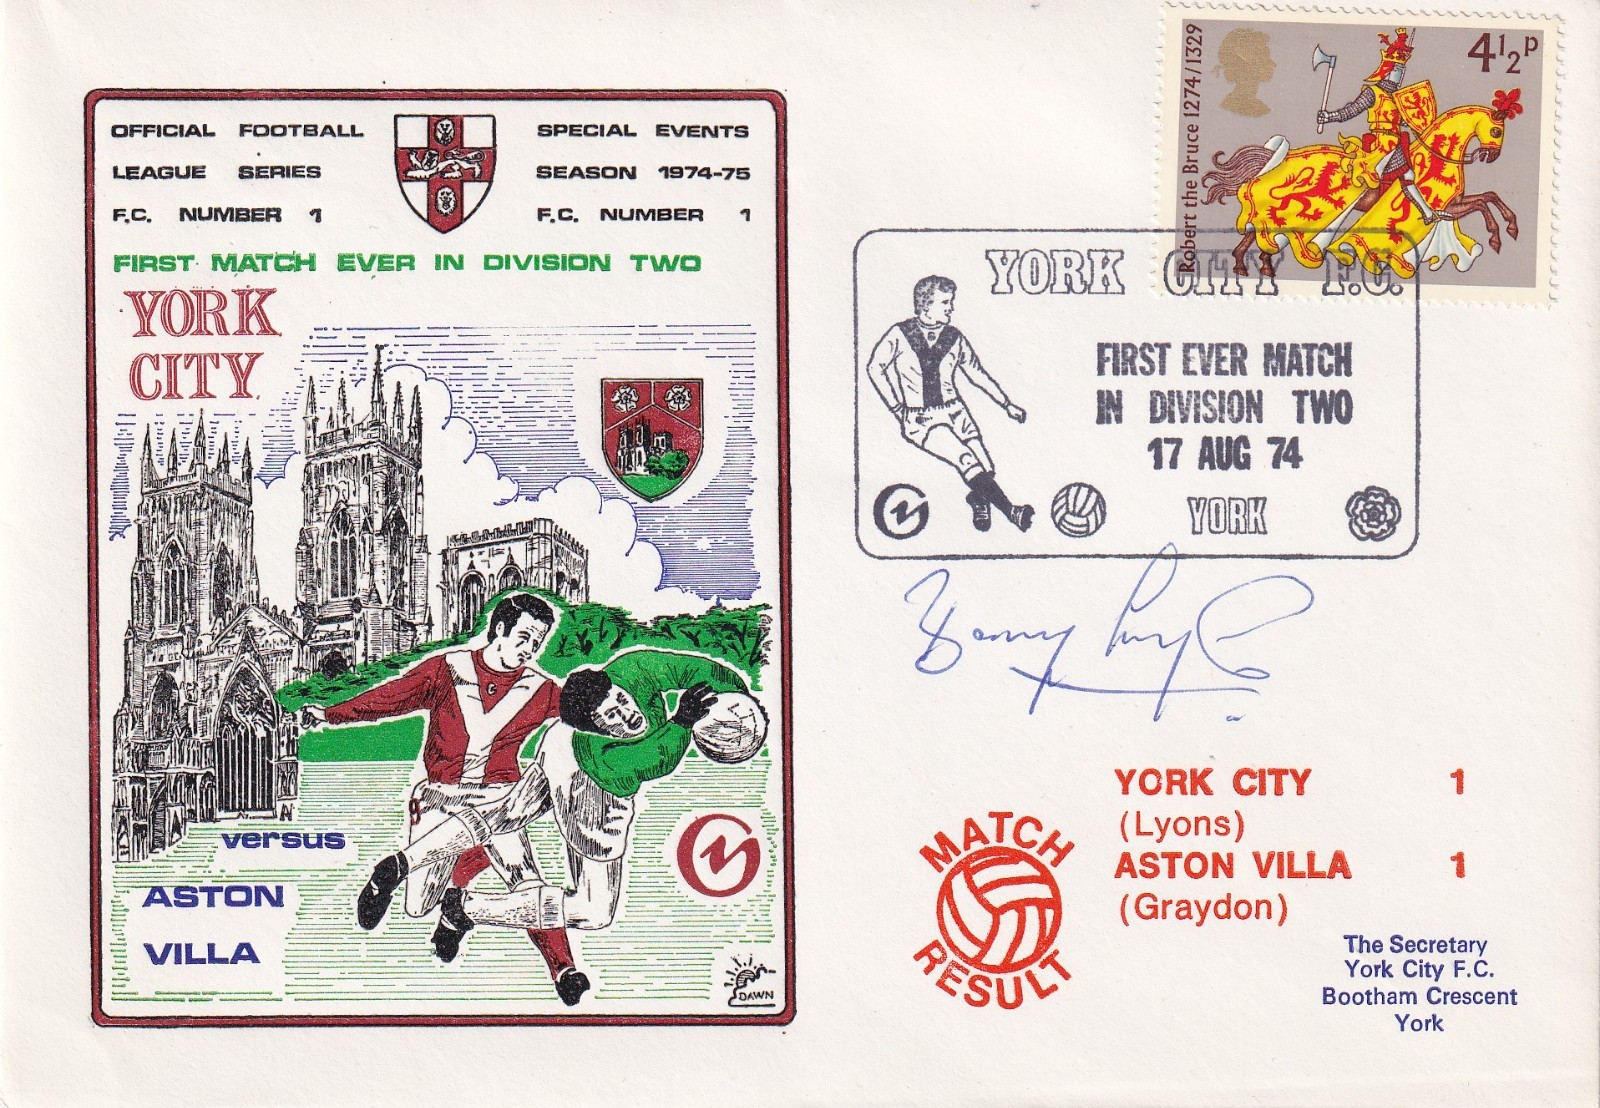 OFFICIAL FOOTBALL
LEAGUE SERIES
F.C. NUMBER 1
SPECIAL EVENTS
SEASON 1974-75
F.C. NUMBER 1
FIRST MATCH EVER IN DIVISION TWO
YORK
CITY
versus
ASTON
VILLA
9
DAWN
Robert the Bruce 1274/1329
4½P
YORK CITY F.C.
FIRST EVER MATCH
IN DIVISION TWO
17 AUG 74
YORK
MATCH
RESULT
YORK CITY 1
(Lyons)
ASTON VILLA 1
(Graydon)
The Secretary
York City F.C.
Bootham Crescent
York